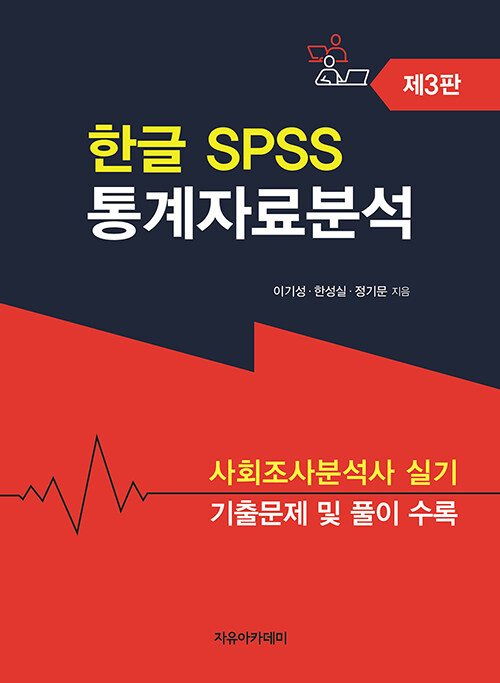 제3판
한글 SPSS
통계자료분석
이기성·한성실·정기문 지음
사회조사분석사 실기
기출문제 및 풀이 수록
자유아카데미